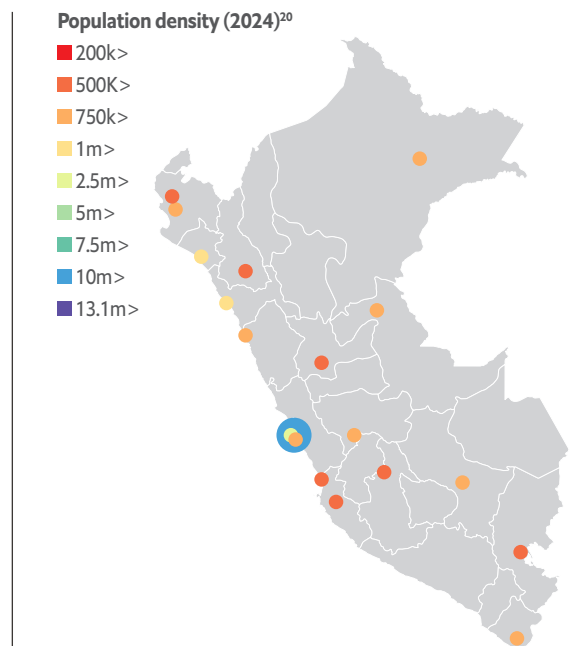 Population density (2024)20
200k>
500K>
750k>
1m>
2.5m>
5m>
7.5m>
10m>
13.1m>